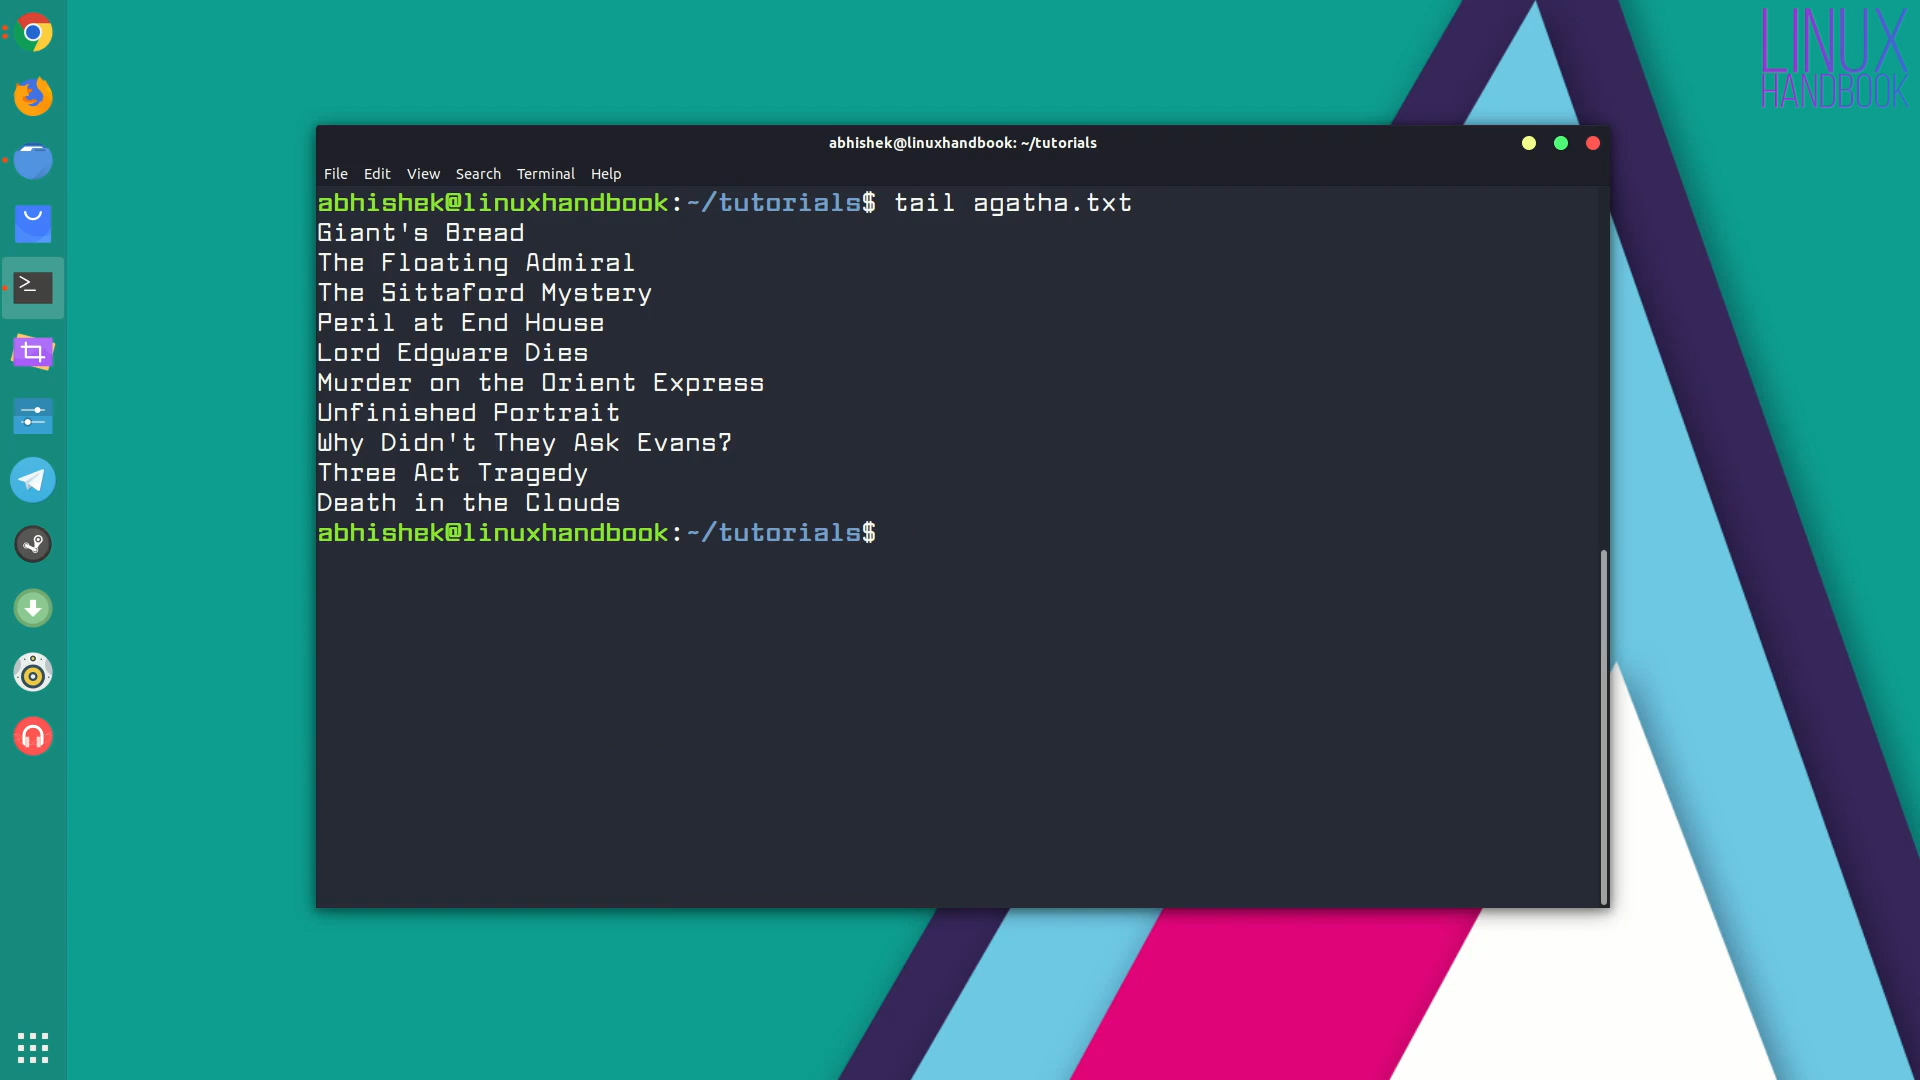 LINUX
HANDBOOK
abhishek@linuxhandbook: ~/tutorials
File Edit View Search Terminal Help
abhishek@linuxhandbook:~/tutorials$ tail agatha.txt
Giant's Bread
The Floating Admiral
The Sittaford Mystery
Peril at End House
Lord Edgware Dies
Murder on the Orient Express
Unfinished Portrait
Why Didn't They Ask Evans?
Three Act Tragedy
Death in the Clouds
abhishek@linuxhandbook:~/tutorials$